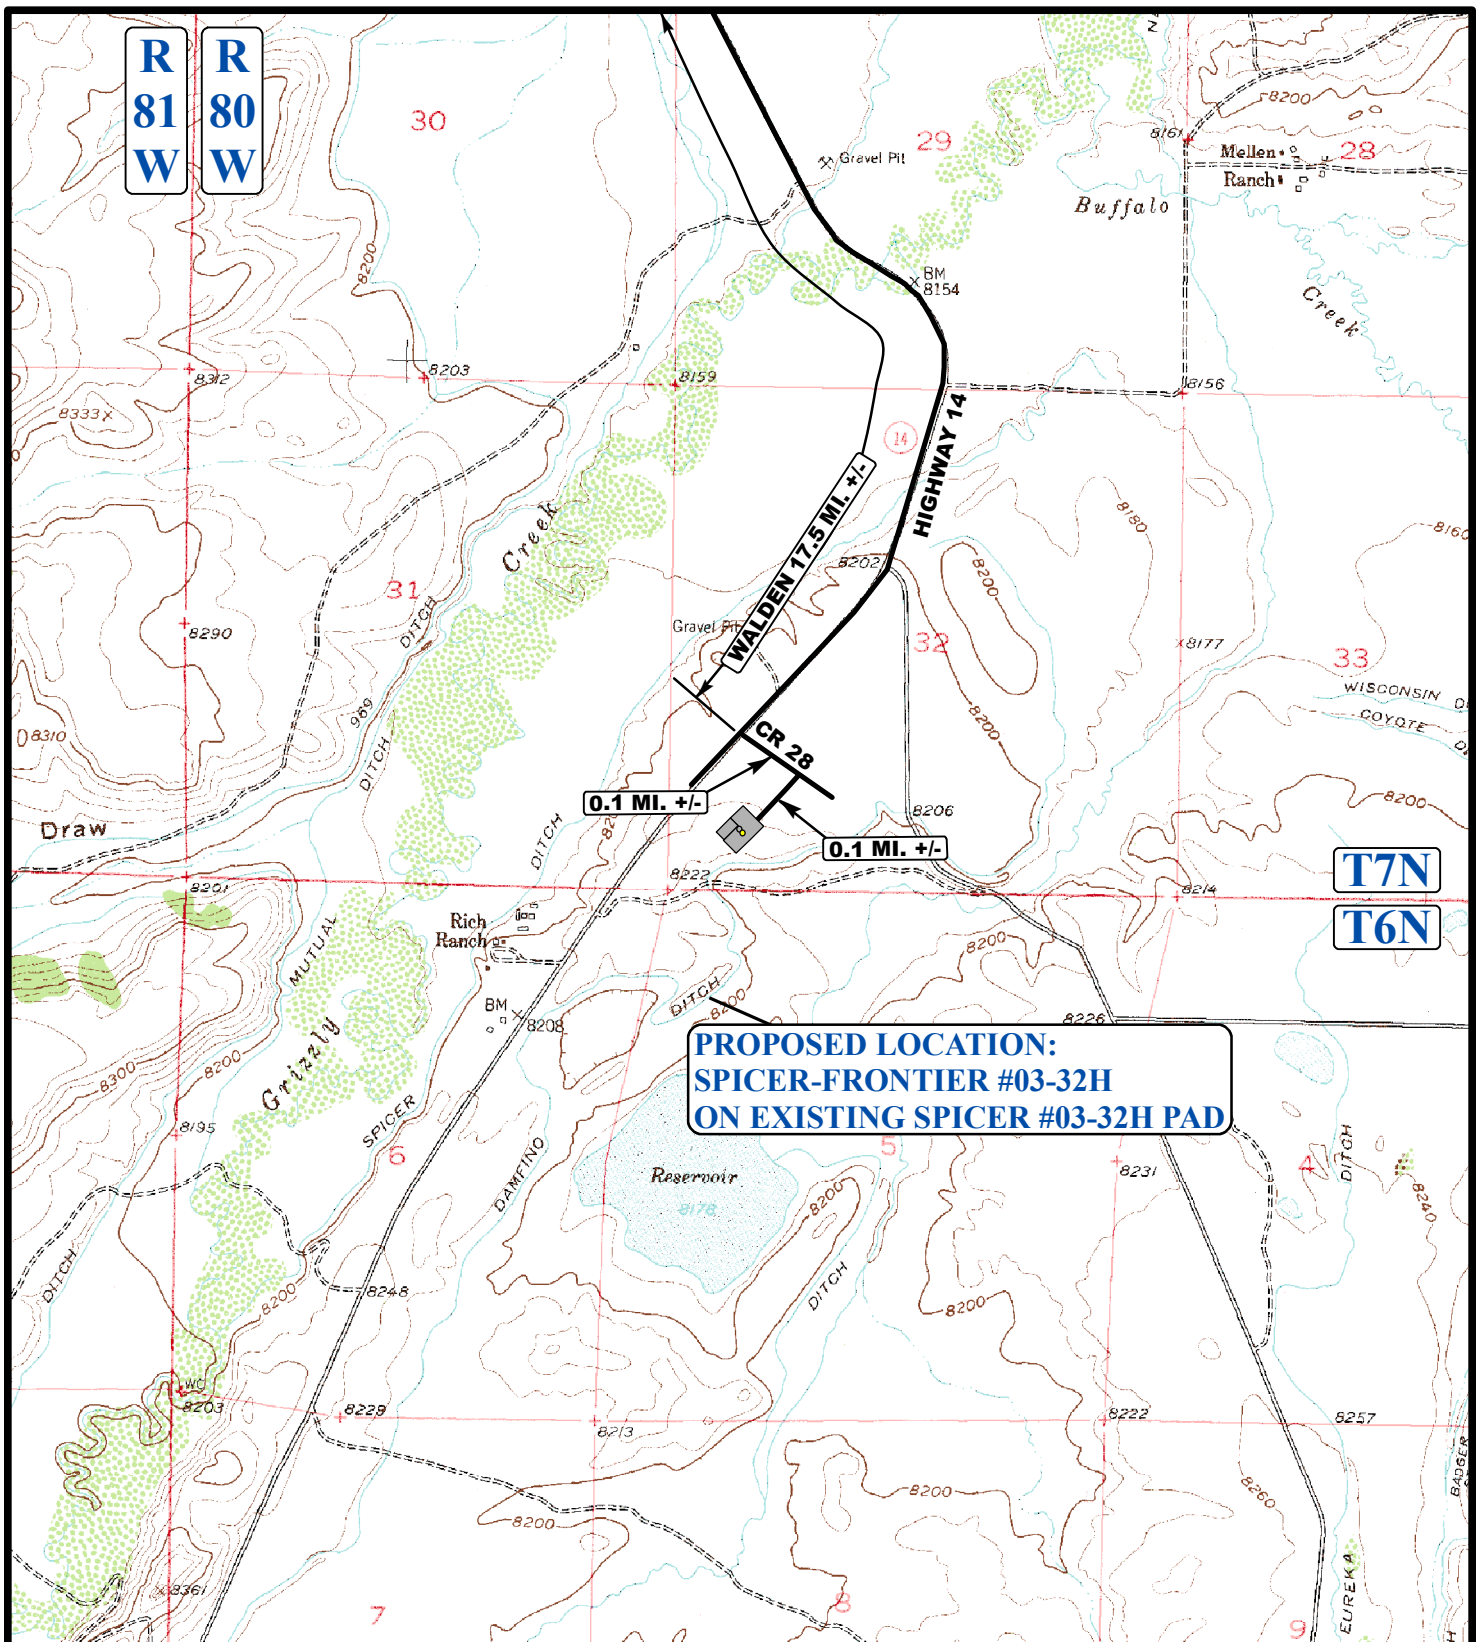 R
81
W
R
80
W
30
29
28
Gravel Pit
8200
8161
Mellen
Ranch
Buffalo
Creek
8200
BM
8154
8312
8203
8159
8156
8333
14
HIGHWAY 14
WALDEN 17.5 MI. +/-
8180
8160
Creek
8202
8200
31
DITCH
8290
Gravel Pit
32
8177
33
WISCONSIN
COYOTE
8310
969
DITCH
8200
CR 28
0.1 MI. +/-
8200
8206
Draw
DITCH
0.1 MI. +/-
T7N
T6N
8201
8222
8214
Rich
Ranch
MUTUAL
8200
DITCH
8200
BM
8208
8226
PROPOSED LOCATION:
SPICER-FRONTIER #03-32H
ON EXISTING SPICER #03-32H PAD
8200
8300
Grizzly
8195
SPICER
6
DAMFINO
Reservoir
8178
5
8231
4
DITCH
8240
8200
DITCH
8200
8248
DITCH
8200
WC
8203
8229
8213
8222
8257
BADGER
8200
8200
8260
8361
7
8
9
EUREKA